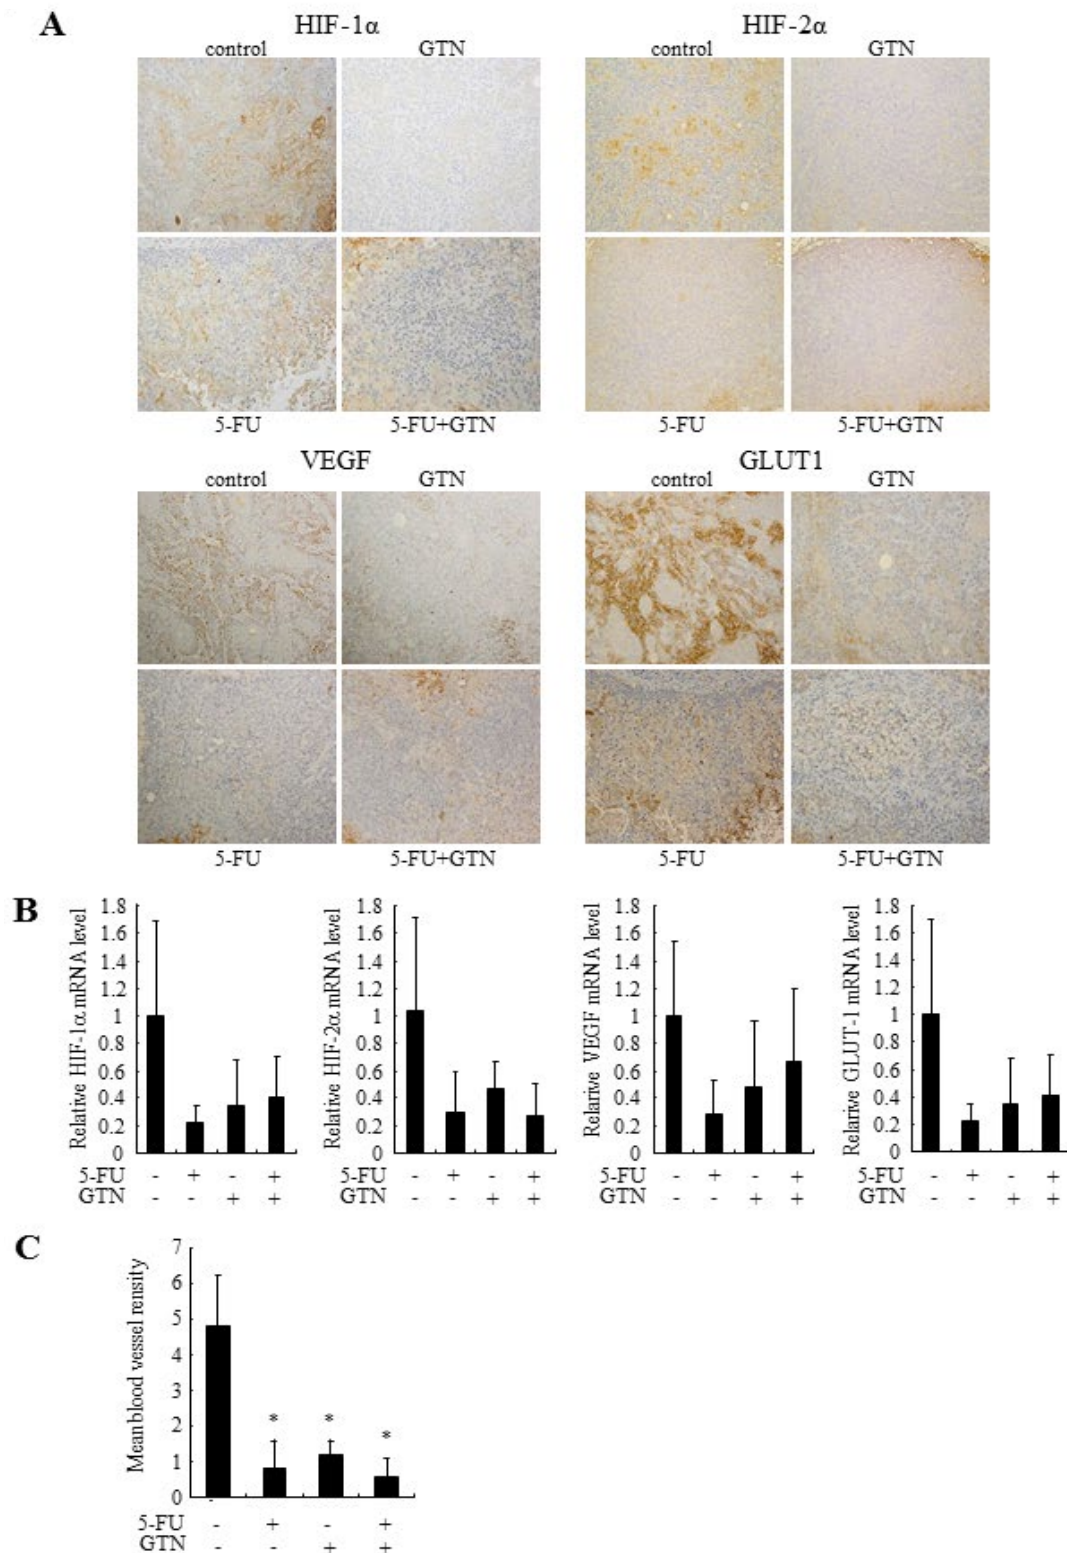 A
HIF-1α
HIF-2α
control GTN
control GTN
5-FU 5-FU+GTN
5-FU 5-FU+GTN
VEGF
GLUT1
control GTN
control GTN
5-FU 5-FU+GTN
5-FU 5-FU+GTN
B
Relative HIF-1α mRNA level
1.8
1.6
1.4
1.2
1
0.8
0.6
0.4
0.2
0
5-FU - + - +
GTN - - + +
Relative HIF-2α mRNA level
1.8
1.6
1.4
1.2
1
0.8
0.6
0.4
0.2
0
- + - +
- - + +
Relarive VEGF mRNA level
1.8
1.6
1.4
1.2
1
0.8
0.6
0.4
0.2
0
5-FU - + - +
GTN - - + +
Relarive GLUT-1 mRNA level
1.8
1.6
1.4
1.2
1
0.8
0.6
0.4
0.2
0
5-FU - + - +
GTN - - + +
C
Mean blood vessel rensity
7
6
5
4
3
2
1
0
* * *
5-FU - + - +
GTN - - + +